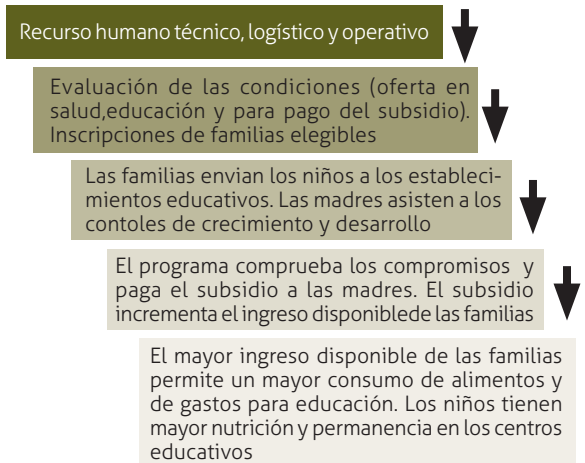 Recurso humano técnico, logístico y operativo
Evaluación de las condiciones (oferta en
salud,educación y para pago del subsidio).
Inscripciones de familias elegibles
Las familias envian los niños a los estableci-
mientos educativos. Las madres asisten a los
contoles de crecimiento y desarrollo
El programa comprueba los compromisos y
paga el subsidio a las madres. El subsidio
incrementa el ingreso disponiblede las familias
El mayor ingreso disponible de las familias
permite un mayor consumo de alimentos y
de gastos para educación. Los niños tienen
mayor nutrición y permanencia en los centros
educativos